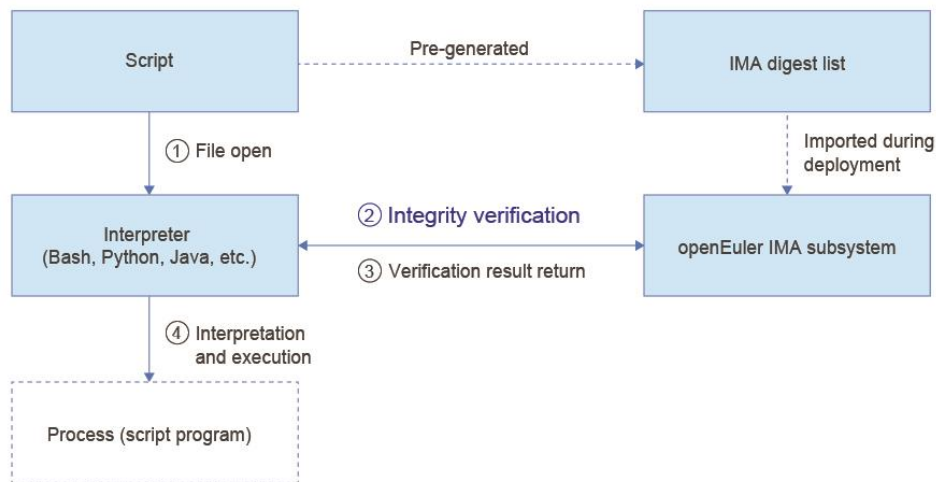 Script
Pre-generated
IMA digest list
① File open
Imported during
deployment
Interpreter
(Bash, Python, Java, etc.)
② Integrity verification
③ Verification result return
openEuler IMA subsystem
④ Interpretation
and execution
Process (script program)